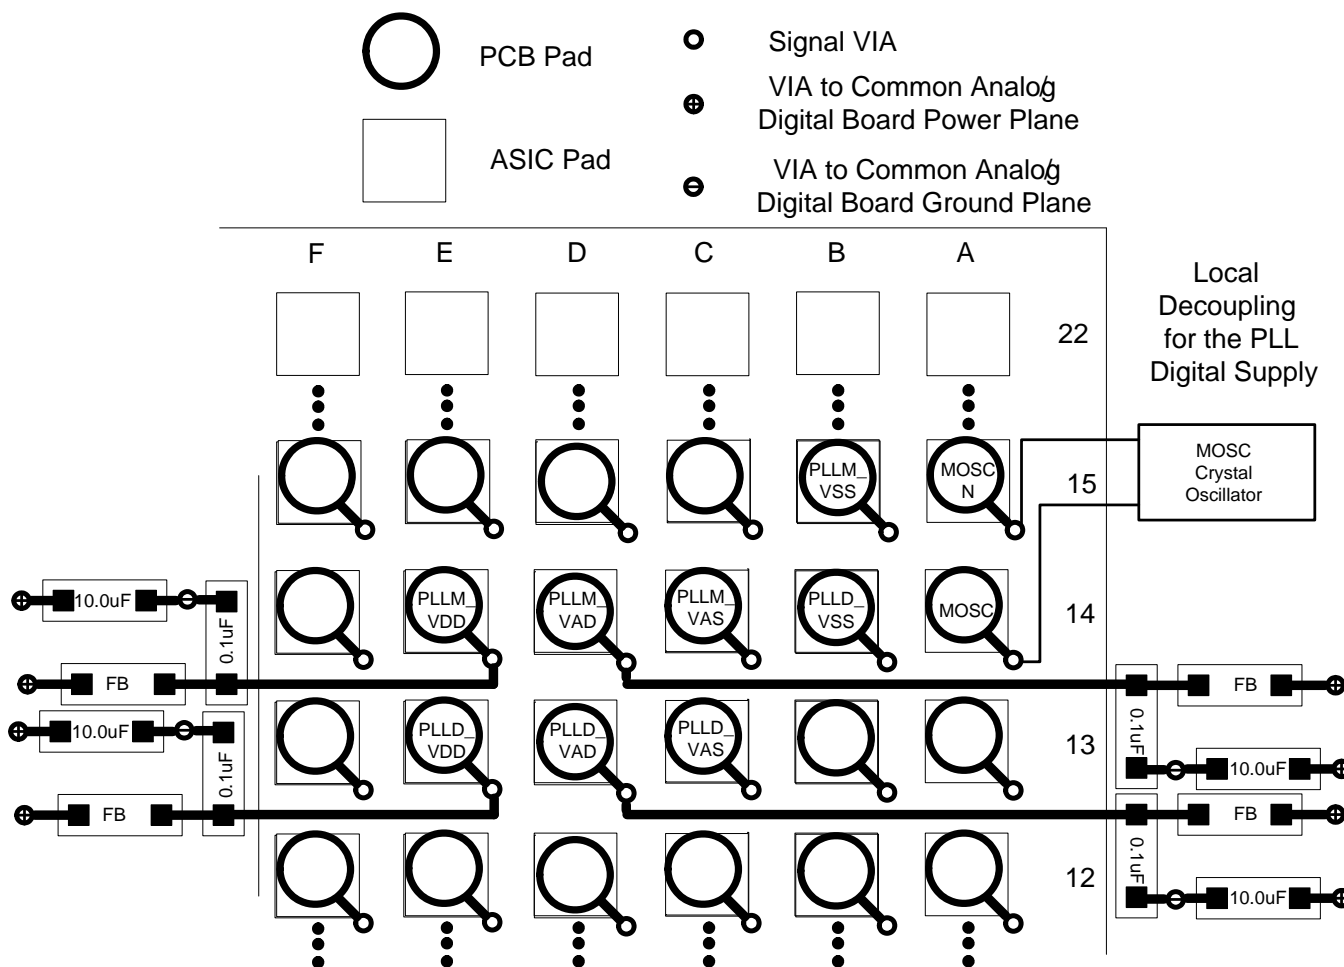 PCB Pad
Signal VIA
VIA to Common Analog/
Digital Board Power Plane
ASIC Pad
VIA to Common Analog/
Digital Board Ground Plane
F E D C B A
Local
Decoupling
for the PLL
Digital Supply
22
PLLM_
VSS
MOSC
N
15
MOSC
Crystal
Oscillator
10.0uF
0.1uF
FB
PLLM_
VDD
PLLM_
VAD
PLLM_
VAS
PLLD_
VSS
MOSC
14
FB
0.1uF
10.0uF
10.0uF
0.1uF
FB
PLLD_
VDD
PLLD_
VAD
PLLD_
VAS
13
FB
0.1uF
10.0uF
12